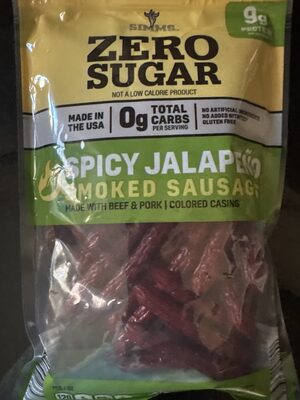 SIMMS
9g
PROTEIN
ZERO
SUGAR
NOT A LOW CALORIE PRODUCT
MADE IN
THE USA
0g TOTAL
CARBS
PER SERVING
NO ARTIFICIAL INGREDIENTS
NO ADDED
GLUTEN FREE
SPICY JALAPEÑO
SMOKED SAUSAGE
MADE WITH BEEF & PORK | COLORED CASING